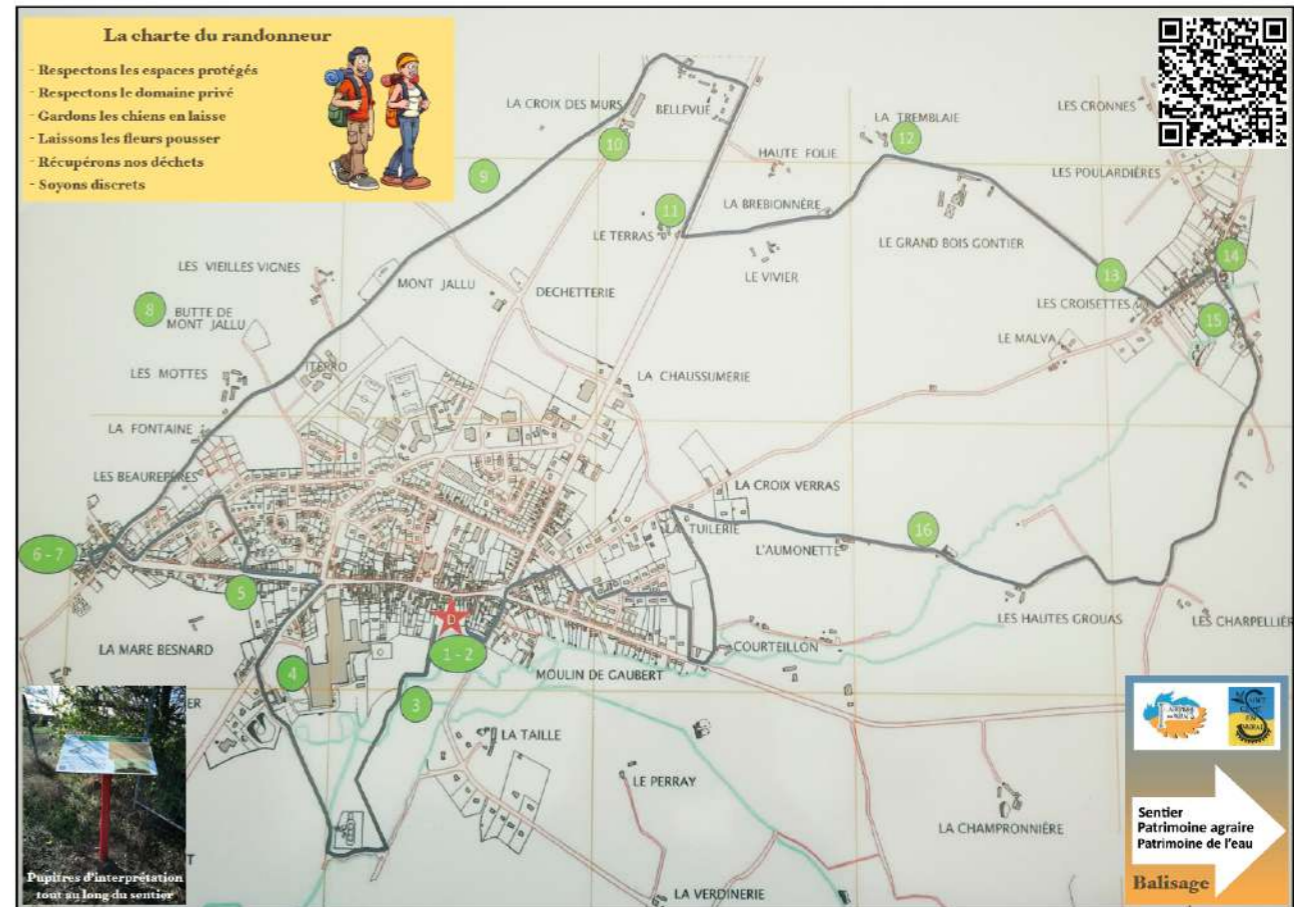 La charte du randonneur
- Respectons les espaces protégés
- Respectons le domaine privé
- Gardons les chiens en laisse
- Laissons les fleurs pousser
- Récupérons nos déchets
- Soyons discrets
LA CROIX DES MURS
BELLEVUE
LES CRONNES
10
LA TREMBLAIE
12
9
HAUTE FOLIE
LES POULARDIÈRES
LA BREBIONNÈRE
11
LE TERRAS
LE GRAND BOIS GONTIER
14
LE VIVIER
13
LES VIEILLES VIGNES
MONT JALLU
DECHETTERIE
LES CROISETTES
8
BUTTE DE
MONT JALLU
15
LE MALVA
LES MOTTES
ITERRO
LA CHAUSSUMERIE
LA FONTAINE
LES BEAUREPÈRES
LA CROIX VERRAS
LA TUILERIE
16
L'AUMONETTE
6 - 7
5
D
LES HAUTES GROUAS
LES CHARPELLIÈR
LA MARE BESNARD
1 - 2
COURTEILLON
4
MOULIN DE GAUBERT
3
ER
LA TAILLE
LE PERRAY
LA CHAMPRONNIÈRE
T
LA VERDINERIE
Pupitres d'interprétation
tout au long du sentier
SAINT
EN
Sentier
Patrimoine agraire
Patrimoine de l'eau
Balisage